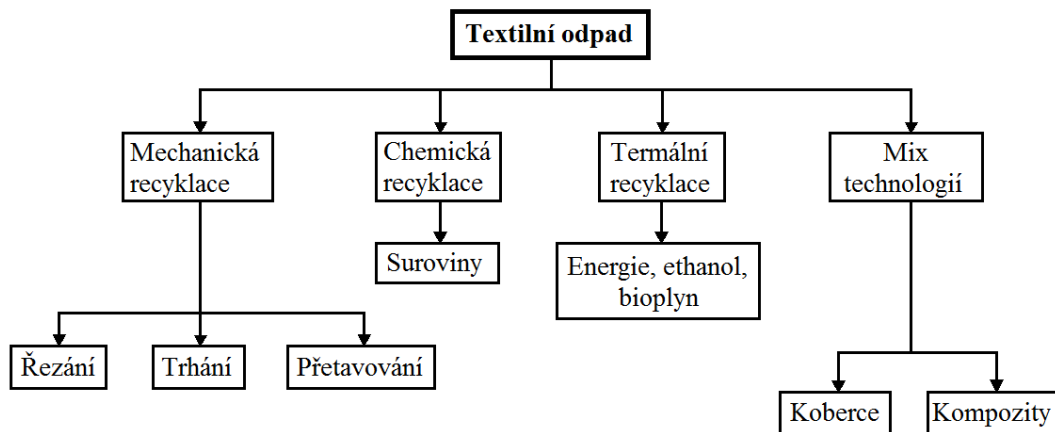 Textilní odpad
Mechanická
recyklace
Chemická
recyklace
Termální
recyklace
Mix
technologií
Suroviny
Energie, ethanol,
bioplyn
Řezání
Trhání
Přetavování
Koberce
Kompozity